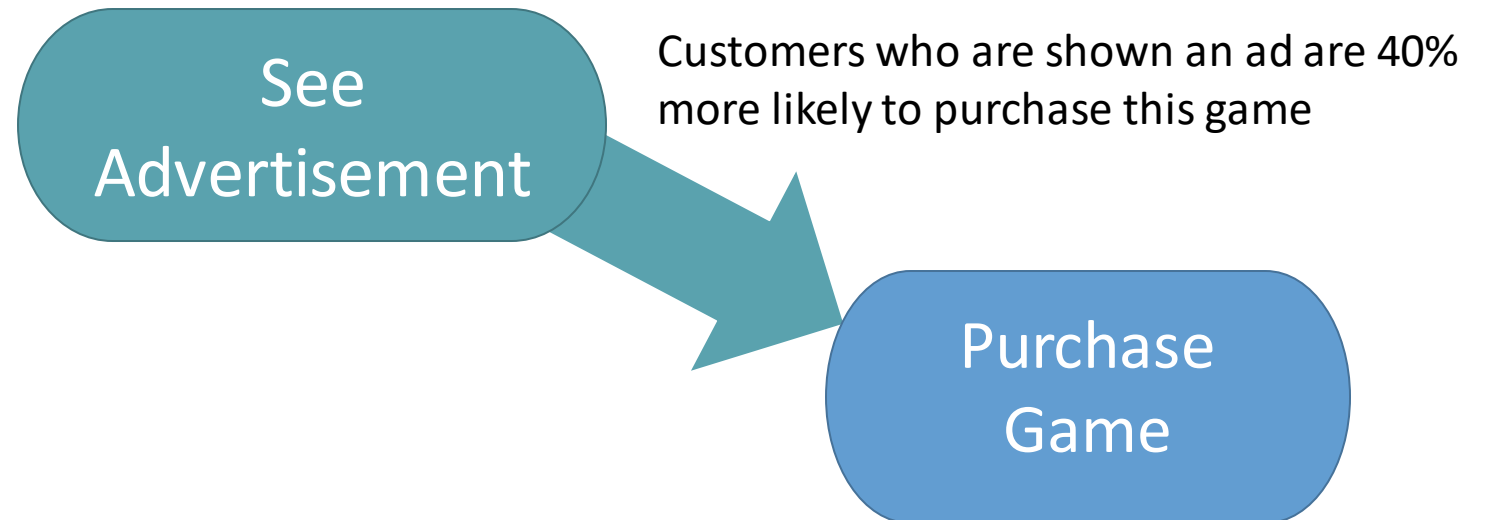 See
Advertisement
Customers who are shown an ad are 40%
more likely to purchase this game
Purchase
Game